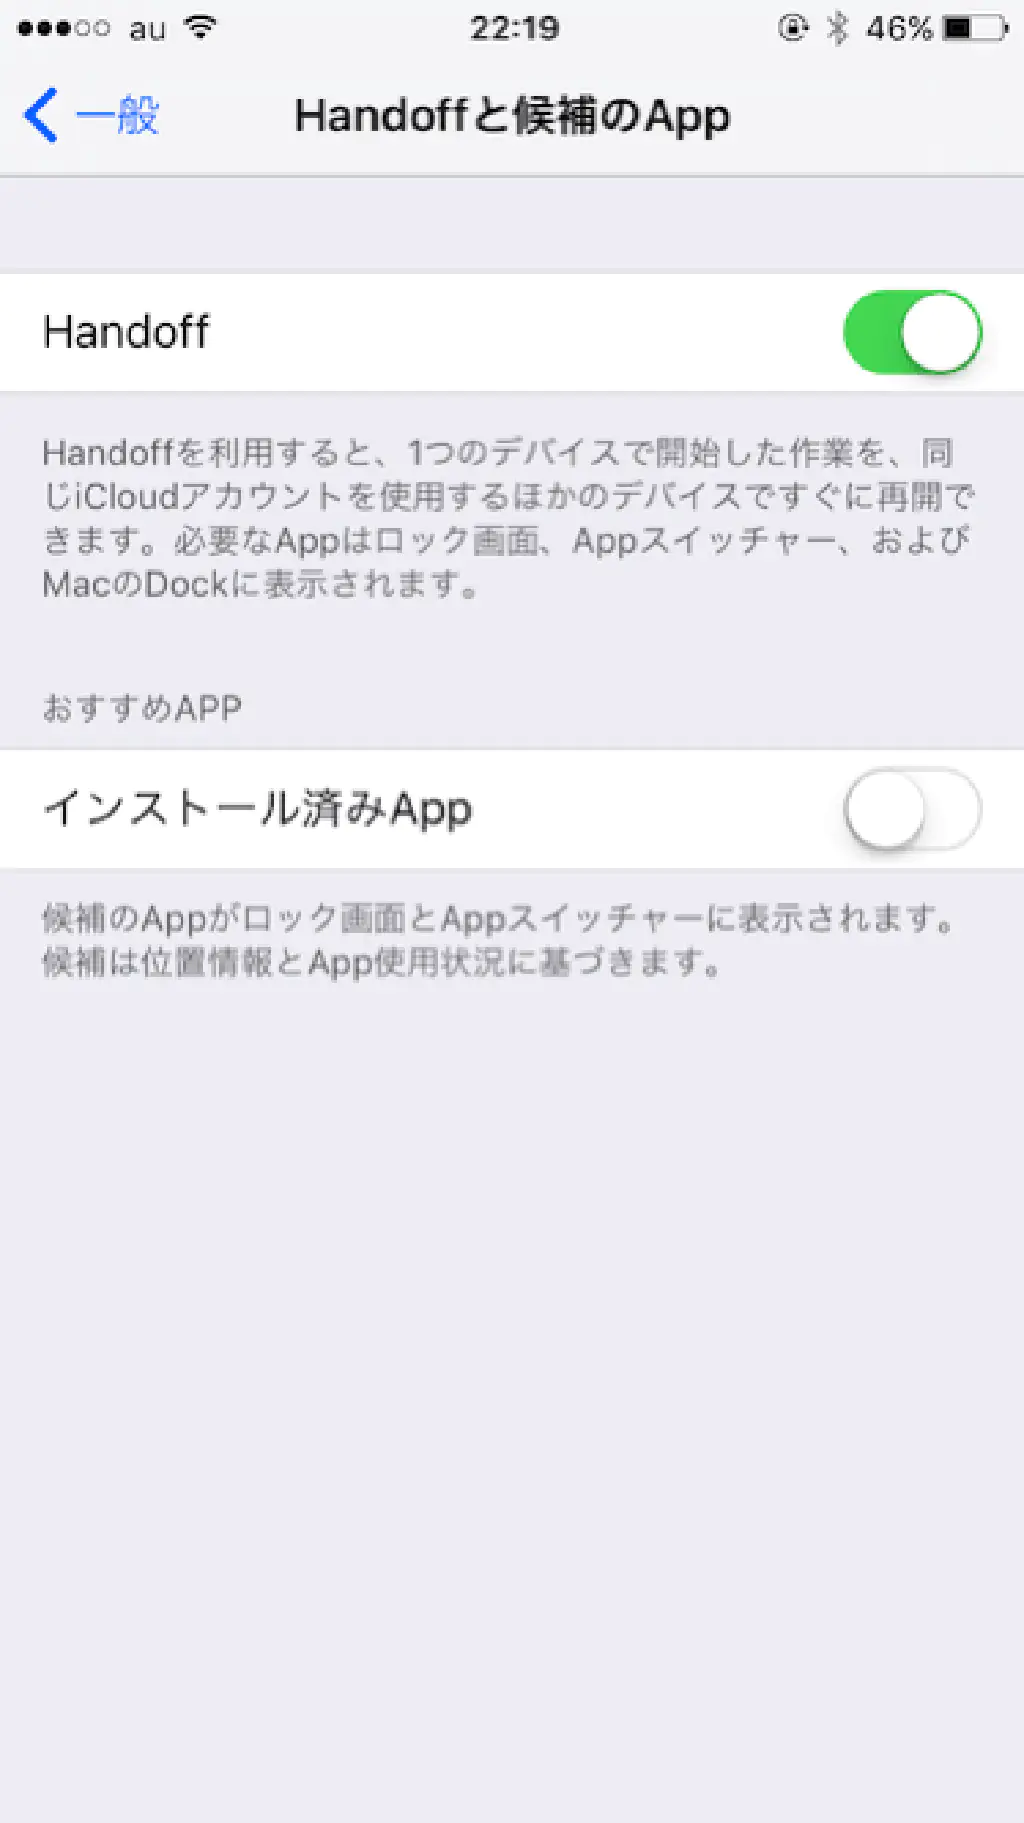 au 22:19 46%
一般 Handoffと候補のApp
Handoff
Handoffを利用すると、1つのデバイスで開始した作業を、同
じiCloudアカウントを使用するほかのデバイスですぐに再開で
きます。必要なAppはロック画面、Appスイッチャー、および
MacのDockに表示されます。
おすすめAPP
インストール済みApp
候補のAppがロック画面とAppスイッチャーに表示されます。
候補は位置情報とApp使用状況に基づきます。